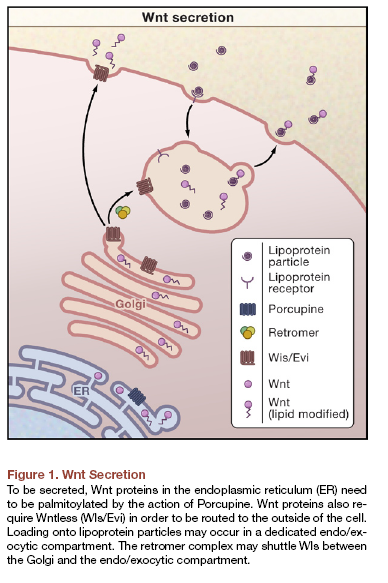 Wnt secretion
Golgi
ER
Lipoprotein
particle
Lipoprotein
receptor
Porcupine
Retromer
Wls/Evi
Wnt
Wnt
(lipid modified)
Figure 1. Wnt Secretion
To be secreted, Wnt proteins in the endoplasmic reticulum (ER) need
to be palmitoylated by the action of Porcupine. Wnt proteins also re-
quire Wntless (Wls/Evi) in order to be routed to the outside of the cell.
Loading onto lipoprotein particles may occur in a dedicated endo/ex-
ocytic compartment. The retromer complex may shuttle Wls between
the Golgi and the endo/exocytic compartment.